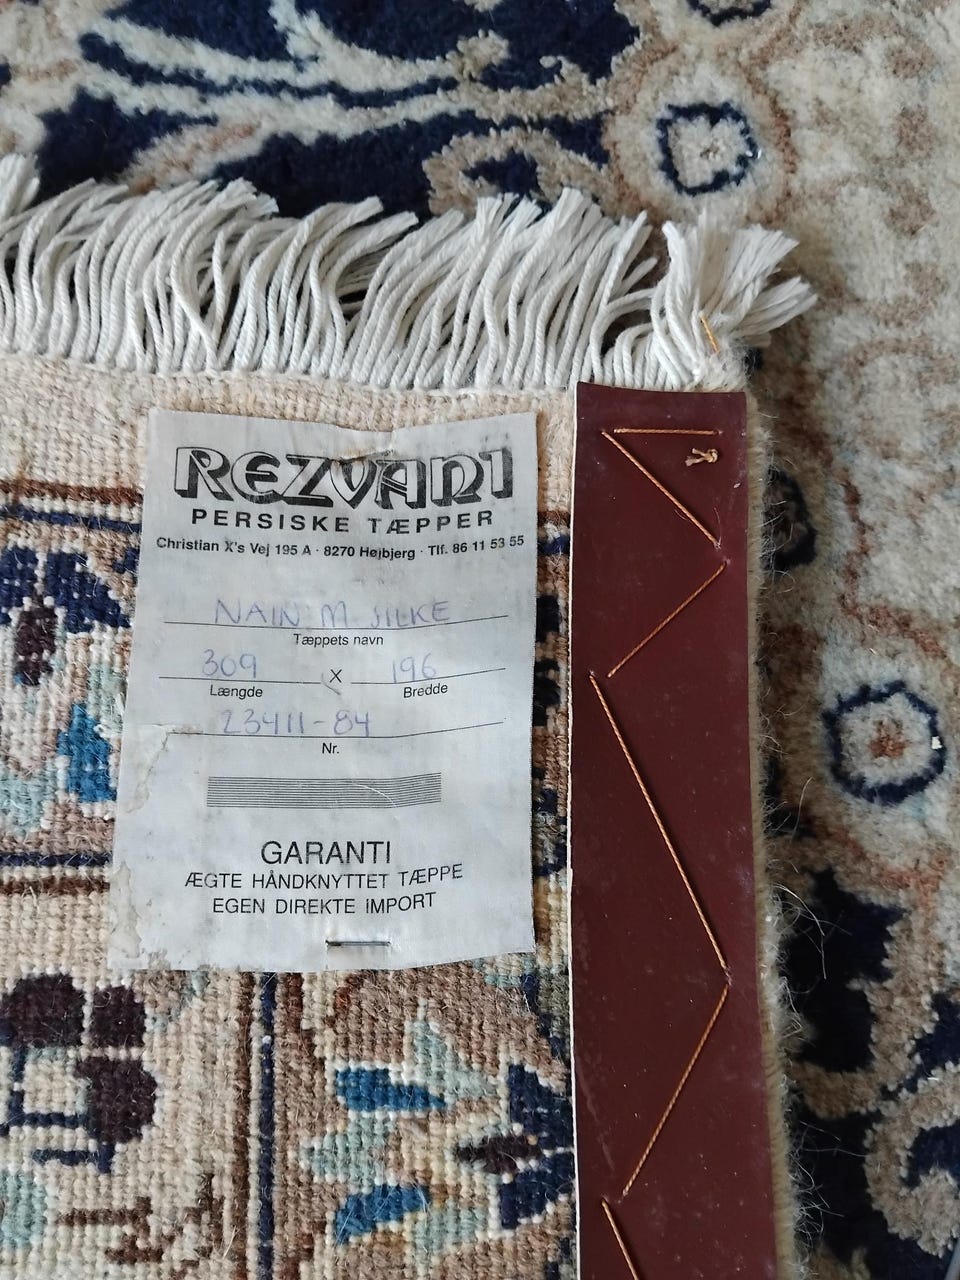 REZVANI
PERSISKE TÆPPER
Christian X's Vej 195 A · 8270 Højbjerg · Tlf. 86 11 53 55
NAIN M SILKE
Tæppets navn
309 X 196
Længde Bredde
23411-84
Nr.
GARANTI
ÆGTE HÅNDKNYTTET TÆPPE
EGEN DIREKTE IMPORT